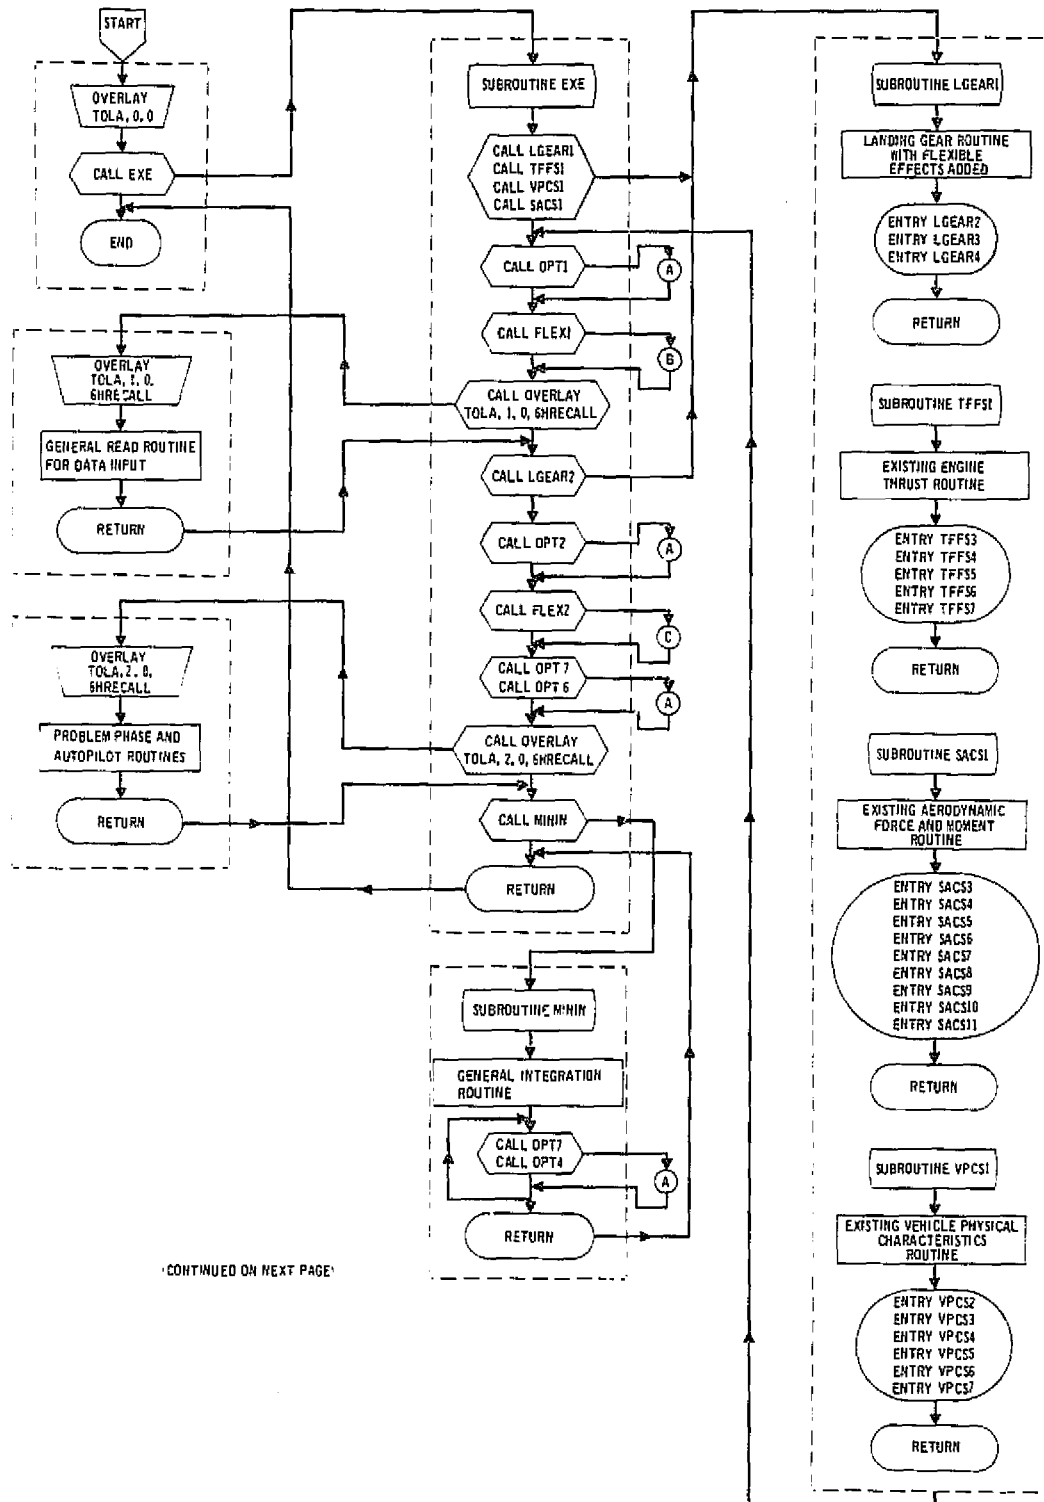 START
OVERLAY
TOLA, 0, 0
CALL EXE
END
OVERLAY
TOLA, 1, 0,
6HRECALL
GENERAL READ ROUTINE
FOR DATA INPUT
RETURN
OVERLAY
TOLA, 2, 0,
6HRECALL
PROBLEM PHASE AND
AUTOPILOT ROUTINES
RETURN
SUBROUTINE EXE
CALL LGEAR1
CALL TFFS1
CALL VPCS1
CALL SACS1
CALL OPT1
A
CALL FLEX1
B
CALL OVERLAY
TOLA, 1, 0, 6HRECALL
CALL LGEAR2
CALL OPT2
A
CALL FLEX2
C
CALL OPT 7
CALL OPT 6
A
CALL OVERLAY
TOLA, 2, 0, 6HRECALL
CALL MININ
RETURN
SUBROUTINE MININ
GENERAL INTEGRATION
ROUTINE
CALL OPT7
CALL OPT4
A
RETURN
(CONTINUED ON NEXT PAGE)
SUBROUTINE LGEAR1
LANDING GEAR ROUTINE
WITH FLEXIBLE
EFFECTS ADDED
ENTRY LGEAR2
ENTRY LGEAR3
ENTRY LGEAR4
RETURN
SUBROUTINE TFFS1
EXISTING ENGINE
THRUST ROUTINE
ENTRY TFFS3
ENTRY TFFS4
ENTRY TFFS5
ENTRY TFFS6
ENTRY TFFS7
RETURN
SUBROUTINE SACS1
EXISTING AERODYNAMIC
FORCE AND MOMENT
ROUTINE
ENTRY SACS3
ENTRY SACS4
ENTRY SACS5
ENTRY SACS6
ENTRY SACS7
ENTRY SACS8
ENTRY SACS9
ENTRY SACS10
ENTRY SACS11
RETURN
SUBROUTINE VPCS1
EXISTING VEHICLE PHYSICAL
CHARACTERISTICS
ROUTINE
ENTRY VPCS2
ENTRY VPCS3
ENTRY VPCS4
ENTRY VPCS5
ENTRY VPCS6
ENTRY VPCS7
RETURN